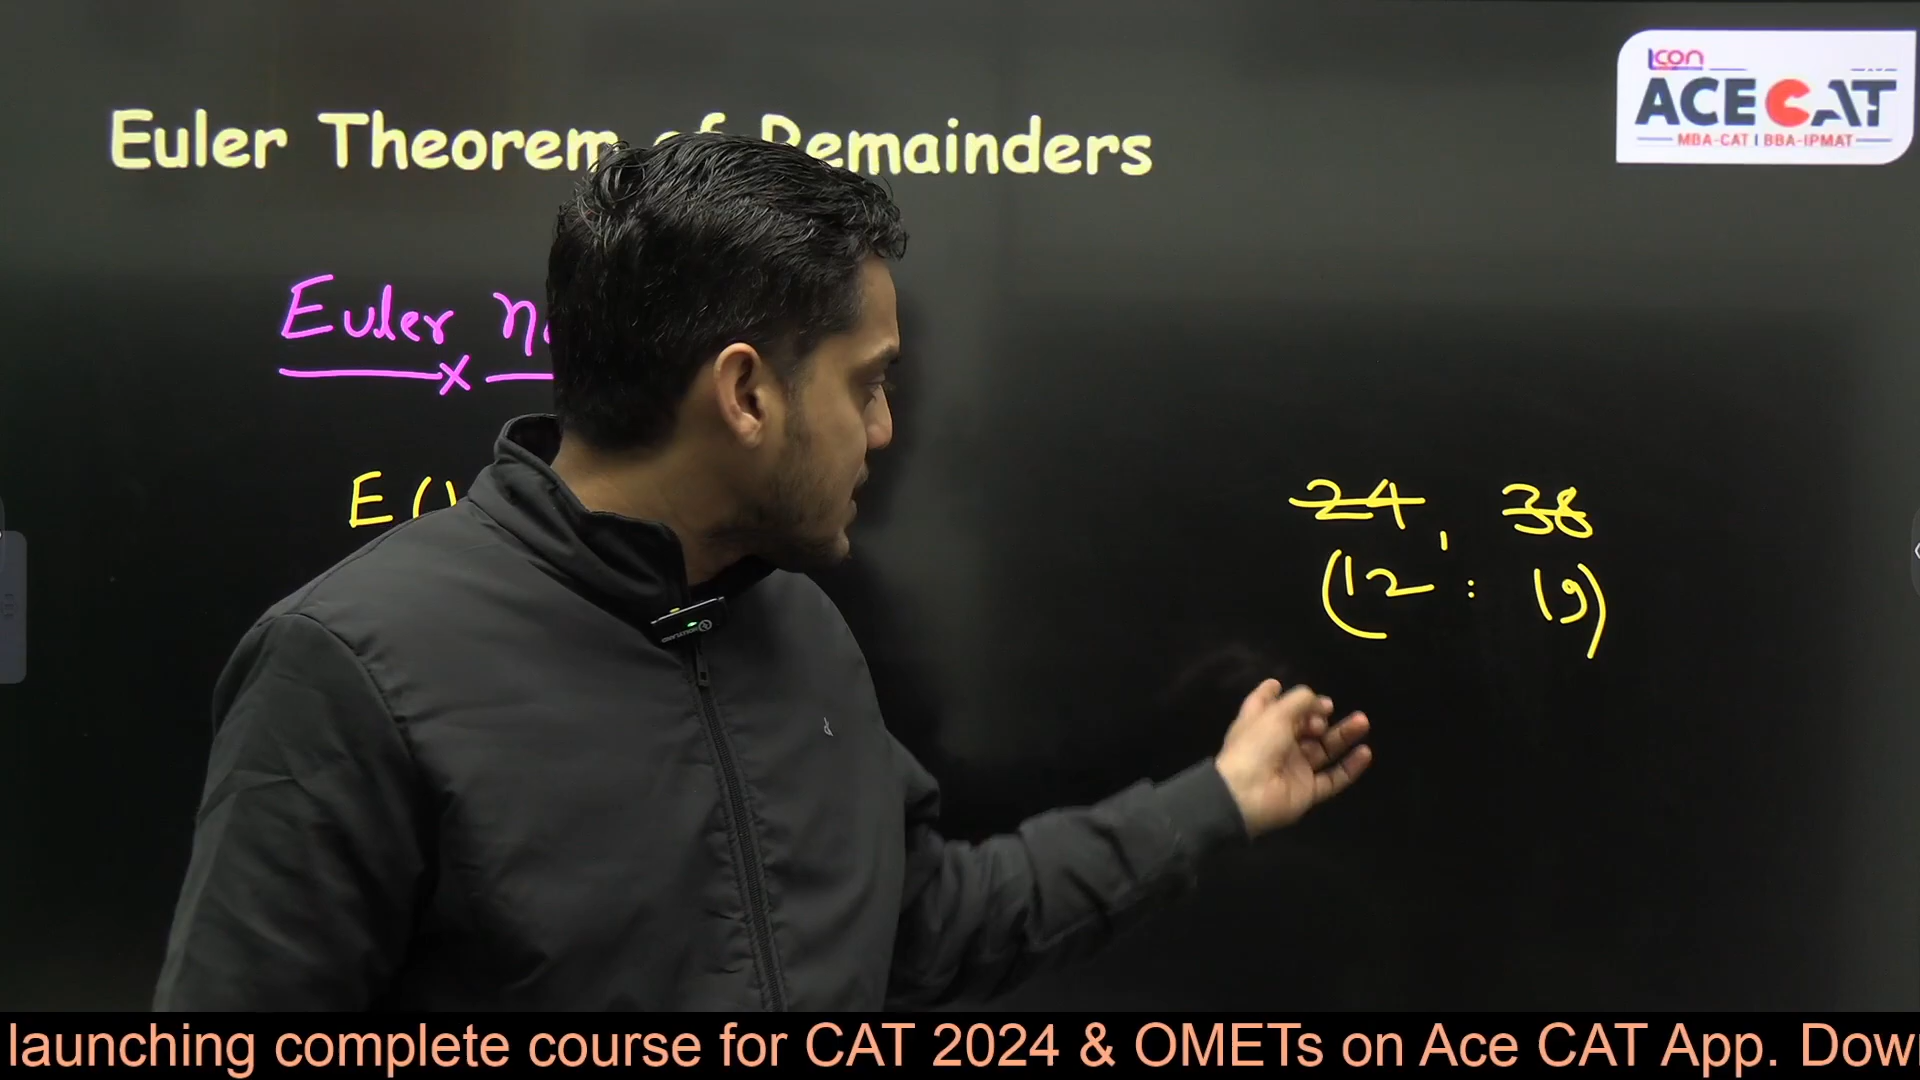 Icon
ACE CAT
MBA-CAT | BBA-IPMAT
Euler Theorem of Remainders
Euler
E (
24, 38
(12 : 19)
launching complete course for CAT 2024 & OMETs on Ace CAT App. Dow